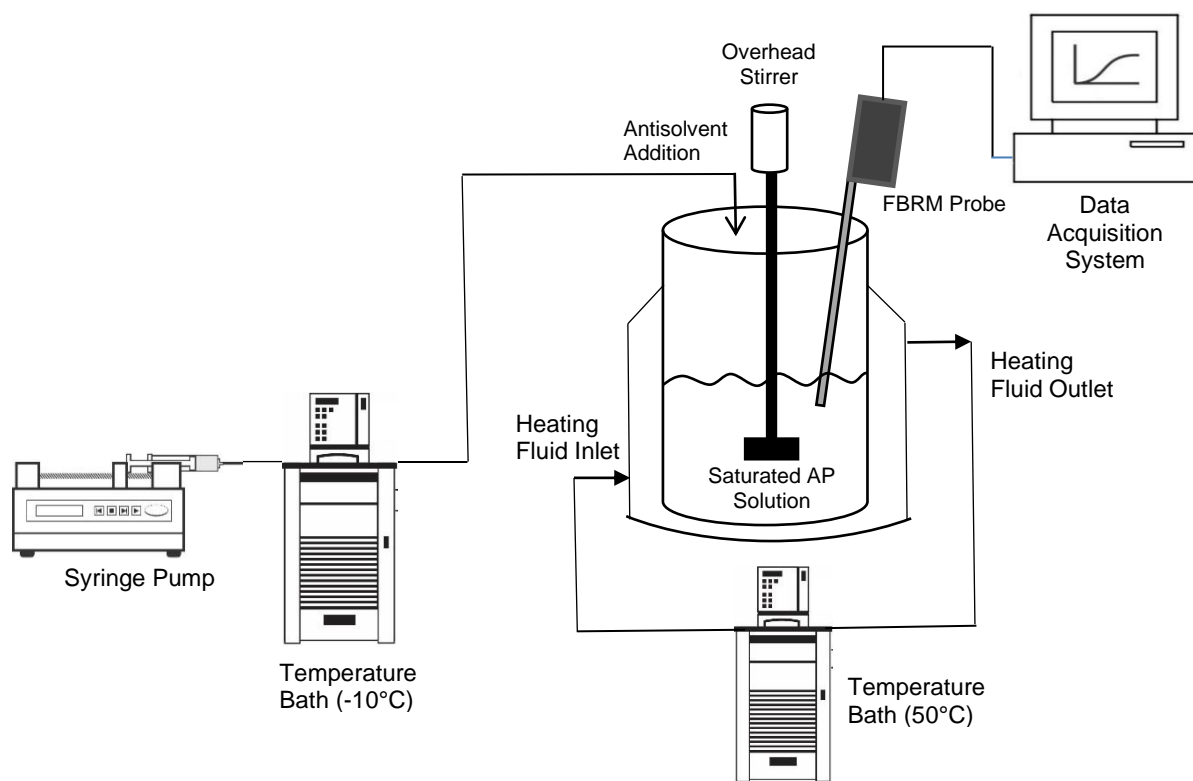 Overhead
Stirrer
Antisolvent
Addition
FBRM Probe
Data
Acquisition
System
Heating
Fluid Outlet
Heating
Fluid Inlet
Saturated AP
Solution
Syringe Pump
Temperature
Bath (-10°C)
Temperature
Bath (50°C)